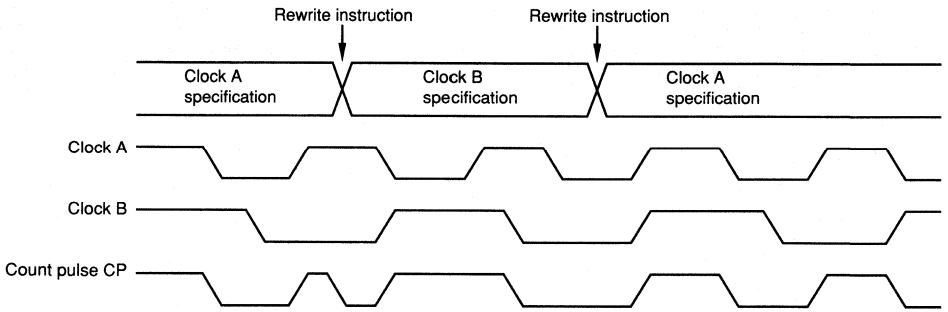 Rewrite instruction
Rewrite instruction
Clock A
specification
Clock B
specification
Clock A
specification
Clock A
Clock B
Count pulse CP